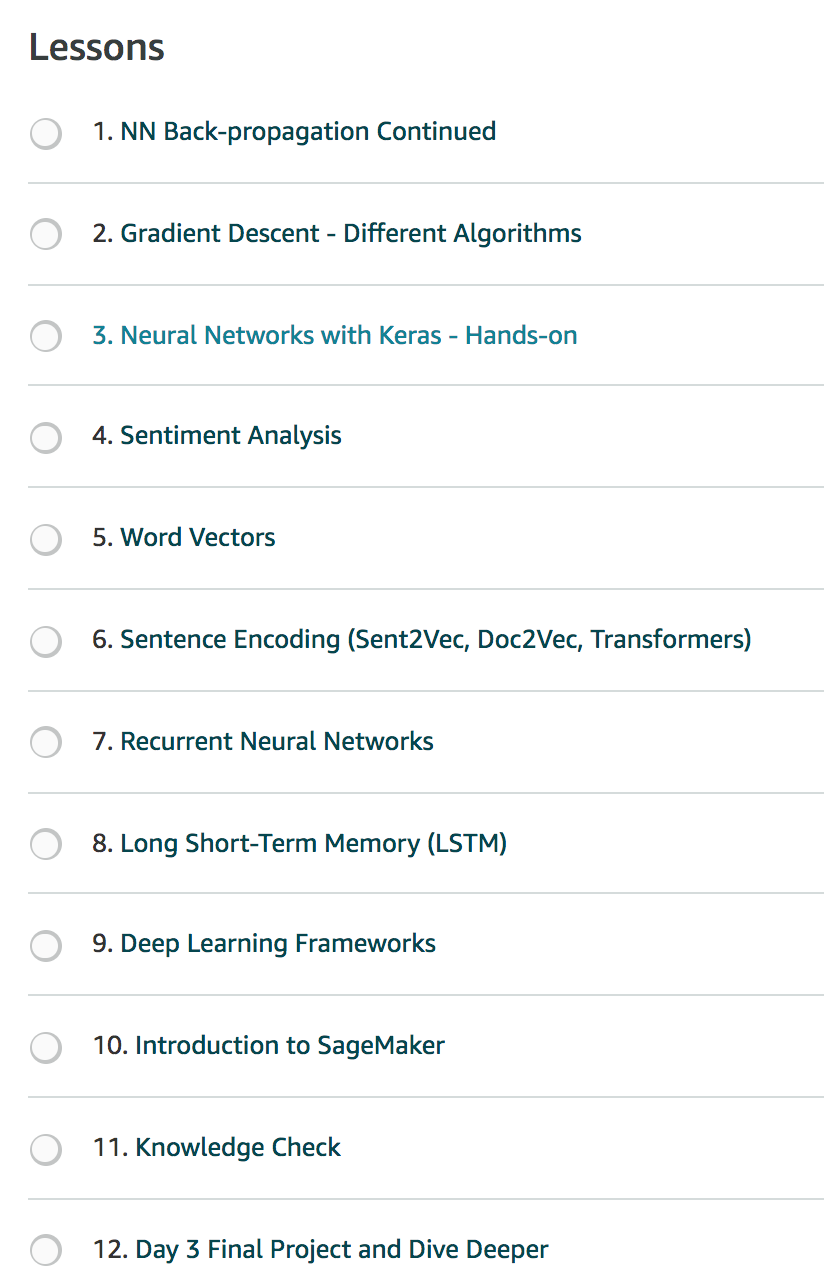 Lessons
1. NN Back-propagation Continued
2. Gradient Descent - Different Algorithms
3. Neural Networks with Keras - Hands-on
4. Sentiment Analysis
5. Word Vectors
6. Sentence Encoding (Sent2Vec, Doc2Vec, Transformers)
7. Recurrent Neural Networks
8. Long Short-Term Memory (LSTM)
9. Deep Learning Frameworks
10. Introduction to SageMaker
11. Knowledge Check
12. Day 3 Final Project and Dive Deeper